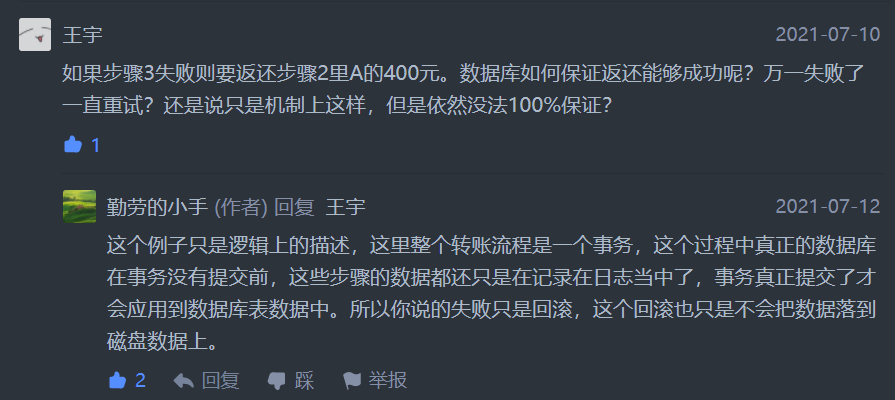 王宇 2021-07-10
如果步骤3失败则要返还步骤2里A的400元。数据库如何保证返还能够成功呢？万一失败了
一直重试？还是说只是机制上这样，但是依然没法100%保证？
1
勤劳的小手 (作者) 回复 王宇 2021-07-12
这个例子只是逻辑上的描述，这里整个转账流程是一个事务，这个过程中真正的数据库
在事务没有提交前，这些步骤的数据都还只是在记录在日志当中了，事务真正提交了才
会应用到数据库表数据中。所以你说的失败只是回滚，这个回滚也只是不会把数据落到
磁盘数据上。
2 回复 踩 举报